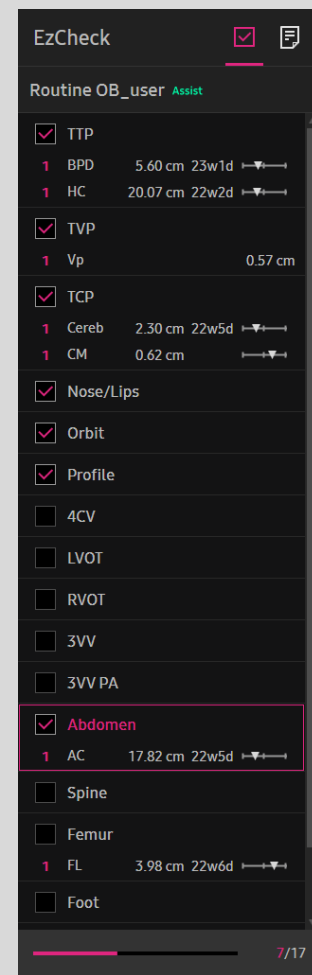 EzCheck
Routine OB_user Assist
TTP
1 BPD 5.60 cm 23w1d
1 HC 20.07 cm 22w2d
TVP
1 Vp 0.57 cm
TCP
1 Cereb 2.30 cm 22w5d
1 CM 0.62 cm
Nose/Lips
Orbit
Profile
4CV
LVOT
RVOT
3VV
3VV PA
Abdomen
1 AC 17.82 cm 22w5d
Spine
Femur
1 FL 3.98 cm 22w6d
Foot
7/17